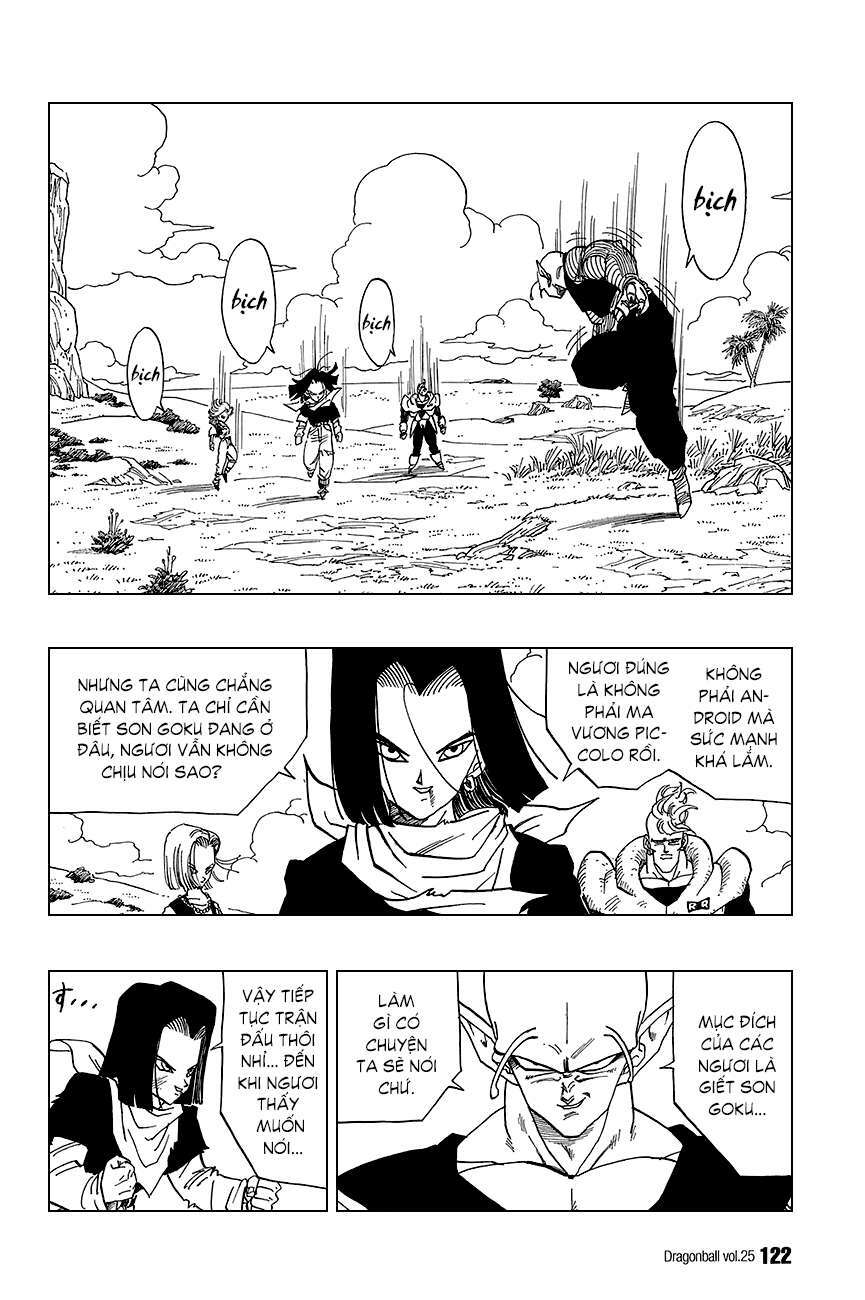 bịch
bịch
bịch
bịch
KHÔNG
PHẢI AN-
DROID MÀ
SỨC MẠNH
KHÁ LẮM.
NGƯƠI ĐÚNG
LÀ KHÔNG
PHẢI MA
VƯƠNG PIC-
COLO RỒI.
NHƯNG TA CŨNG CHẲNG
QUAN TÂM. TA CHỈ CẦN
BIẾT SON GOKU ĐANG Ở
ĐÂU, NGƯƠI VẪN KHÔNG
CHỊU NÓI SAO?
RR
MỤC ĐÍCH
CỦA CÁC
NGƯƠI LÀ
GIẾT SON
GOKU...
LÀM
GÌ CÓ
CHUYỆN
TA SẼ NÓI
CHỨ.
VẬY TIẾP
TỤC TRẬN
ĐẤU THÔI
NHỈ... ĐẾN
KHI NGƯƠI
THẤY
MUỐN
NÓI...
す...
Dragonball vol.25 122